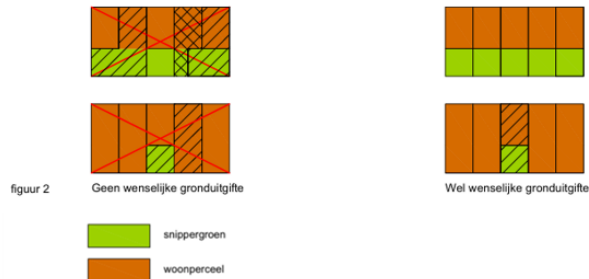 figuur 2
Geen wenselijke gronduitgifte
Wel wenselijke gronduitgifte
snippergroen
woonperceel